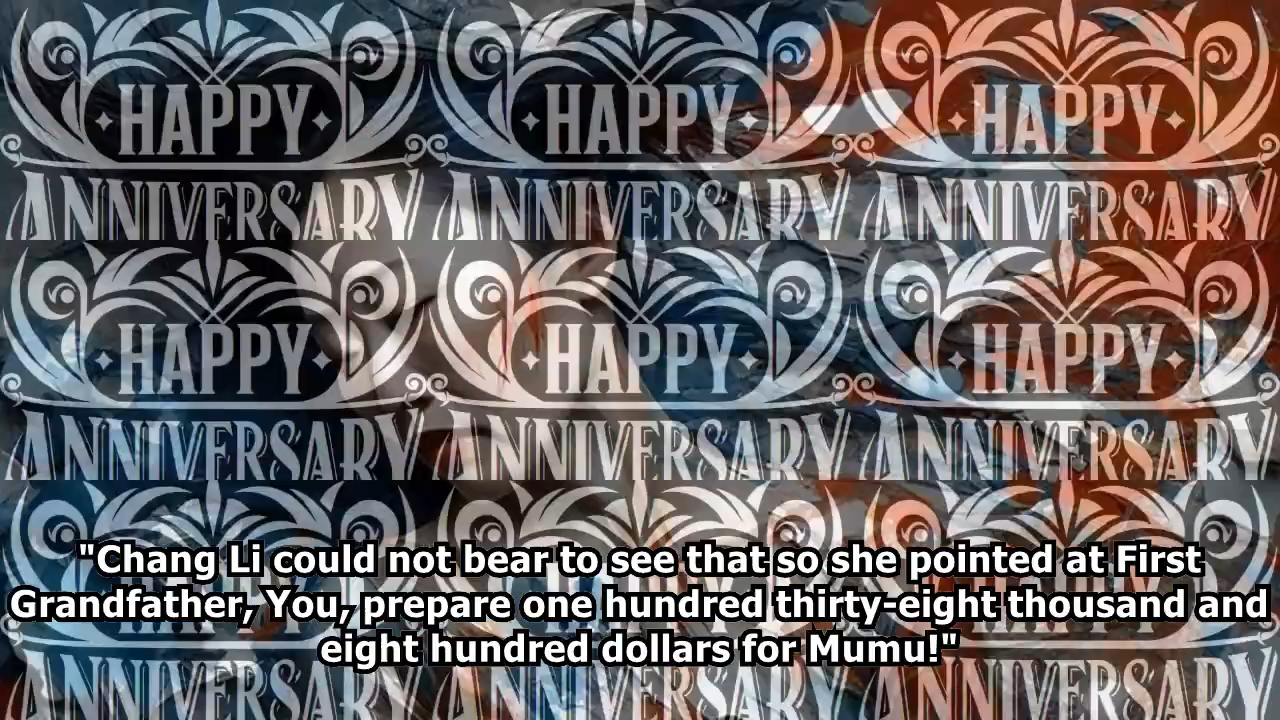 HAPPY HAPPY HAPPY
ANNIVERSARY ANNIVERSARY ANNIVERSARY
HAPPY HAPPY HAPPY
ANNIVERSARY ANNIVERSARY ANNIVERSARY
"Chang Li could not bear to see that so she pointed at First
Grandfather, You, prepare one hundred thirty-eight thousand and
eight hundred dollars for Mumu!"
ANNIVERSARY ANNIVERSARY ANNIVERSARY